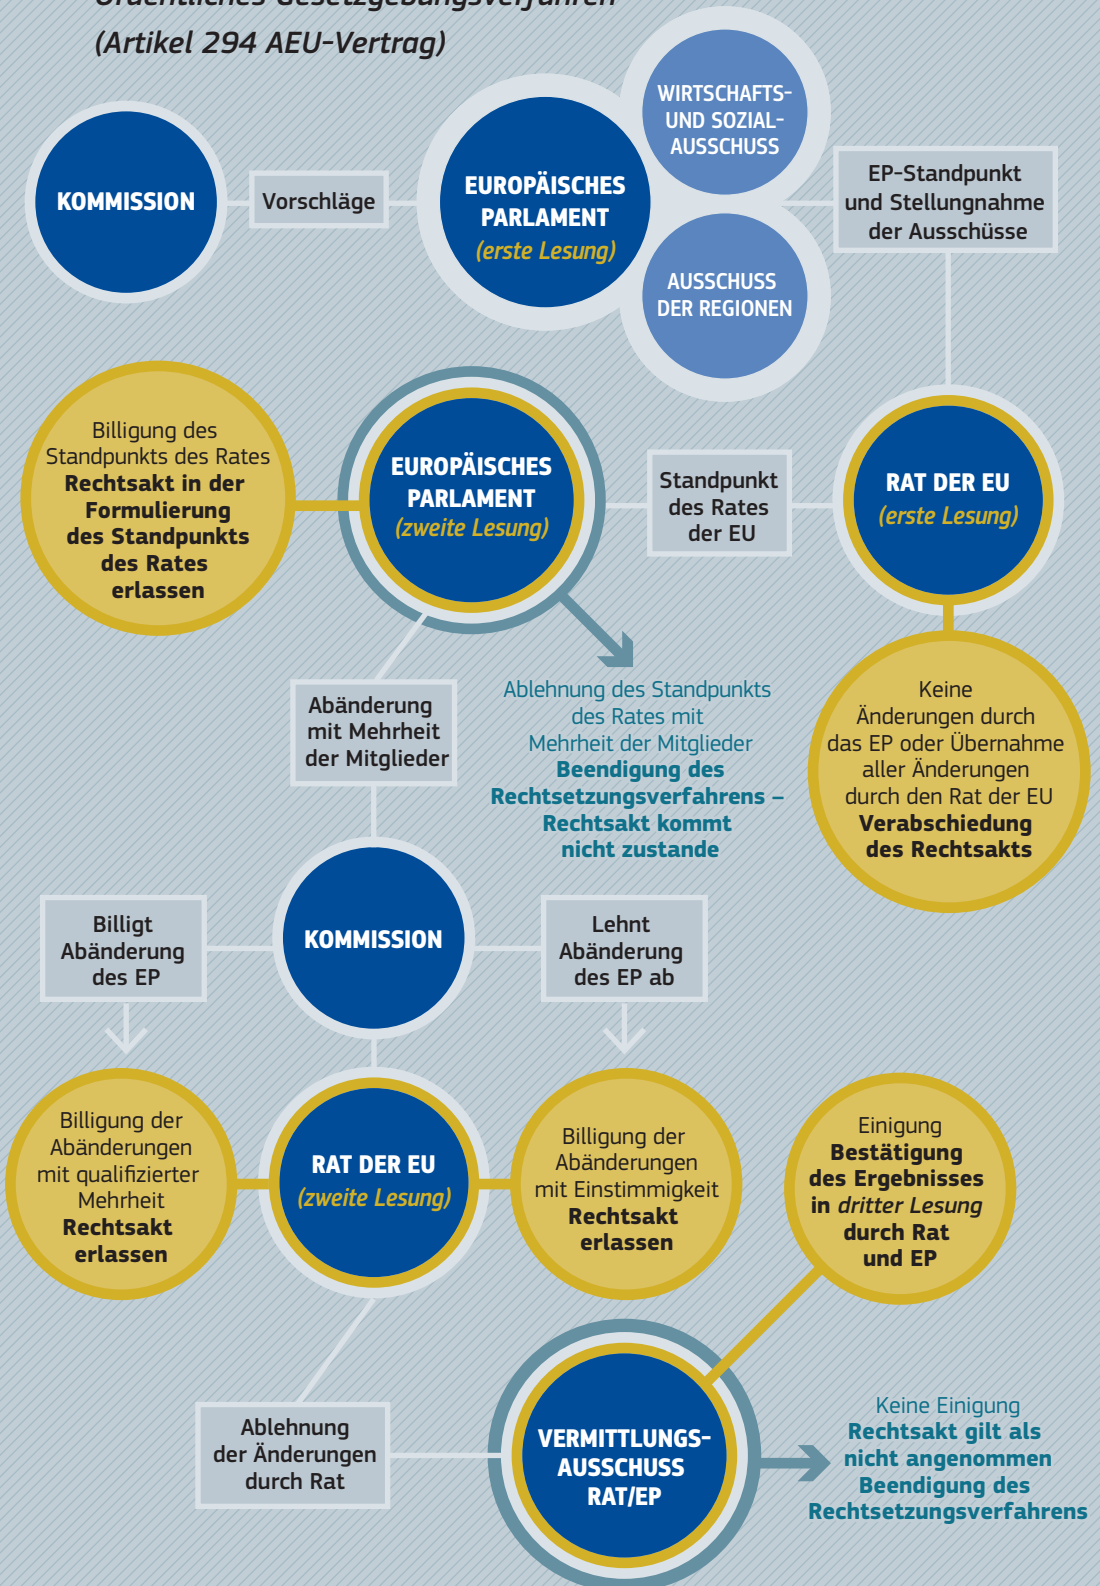 Ordentliches Gesetzgebungsverfahren
(Artikel 294 AEU-Vertrag)
KOMMISSION
Vorschläge
EUROPÄISCHES
PARLAMENT
(erste Lesung)
WIRTSCHAFTS-
UND SOZIAL-
AUSSCHUSS
AUSSCHUSS
DER REGIONEN
EP-Standpunkt
und Stellungnahme
der Ausschüsse
RAT DER EU
(erste Lesung)
Keine
Änderungen durch
das EP oder Übernahme
aller Änderungen
durch den Rat der EU
Verabschiedung
des Rechtsakts
Standpunkt
des Rates
der EU
EUROPÄISCHES
PARLAMENT
(zweite Lesung)
Billigung des
Standpunkts des Rates
Rechtsakt in der
Formulierung
des Standpunkts
des Rates
erlassen
Ablehnung des Standpunkts
des Rates mit
Mehrheit der Mitglieder
Beendigung des
Rechtsetzungsverfahrens –
Rechtsakt kommt
nicht zustande
Abänderung
mit Mehrheit
der Mitglieder
KOMMISSION
Billigt
Abänderung
des EP
Lehnt
Abänderung
des EP ab
Billigung der
Abänderungen
mit qualifizierter
Mehrheit
Rechtsakt
erlassen
RAT DER EU
(zweite Lesung)
Billigung der
Abänderungen
mit Einstimmigkeit
Rechtsakt
erlassen
Einigung
Bestätigung
des Ergebnisses
in dritter Lesung
durch Rat
und EP
Ablehnung
der Änderungen
durch Rat
VERMITTLUNGS-
AUSSCHUSS
RAT/EP
Keine Einigung
Rechtsakt gilt als
nicht angenommen
Beendigung des
Rechtsetzungsverfahrens